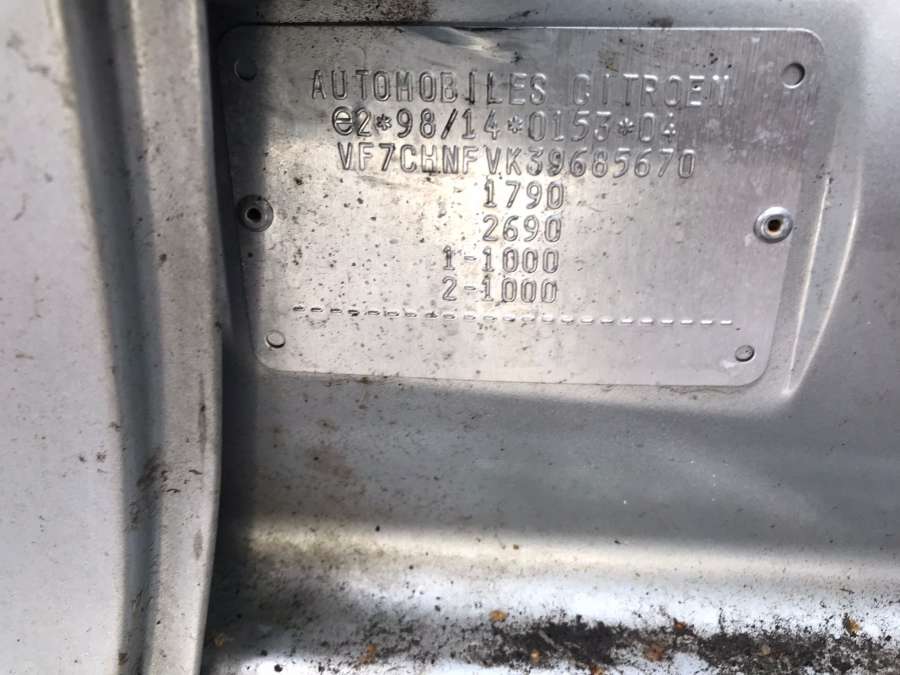 AUTOMOBILES CITROEN
e2*98/14*0153*04
VF7CHNFVK39685670
1790
2690
1-1000
2-1000